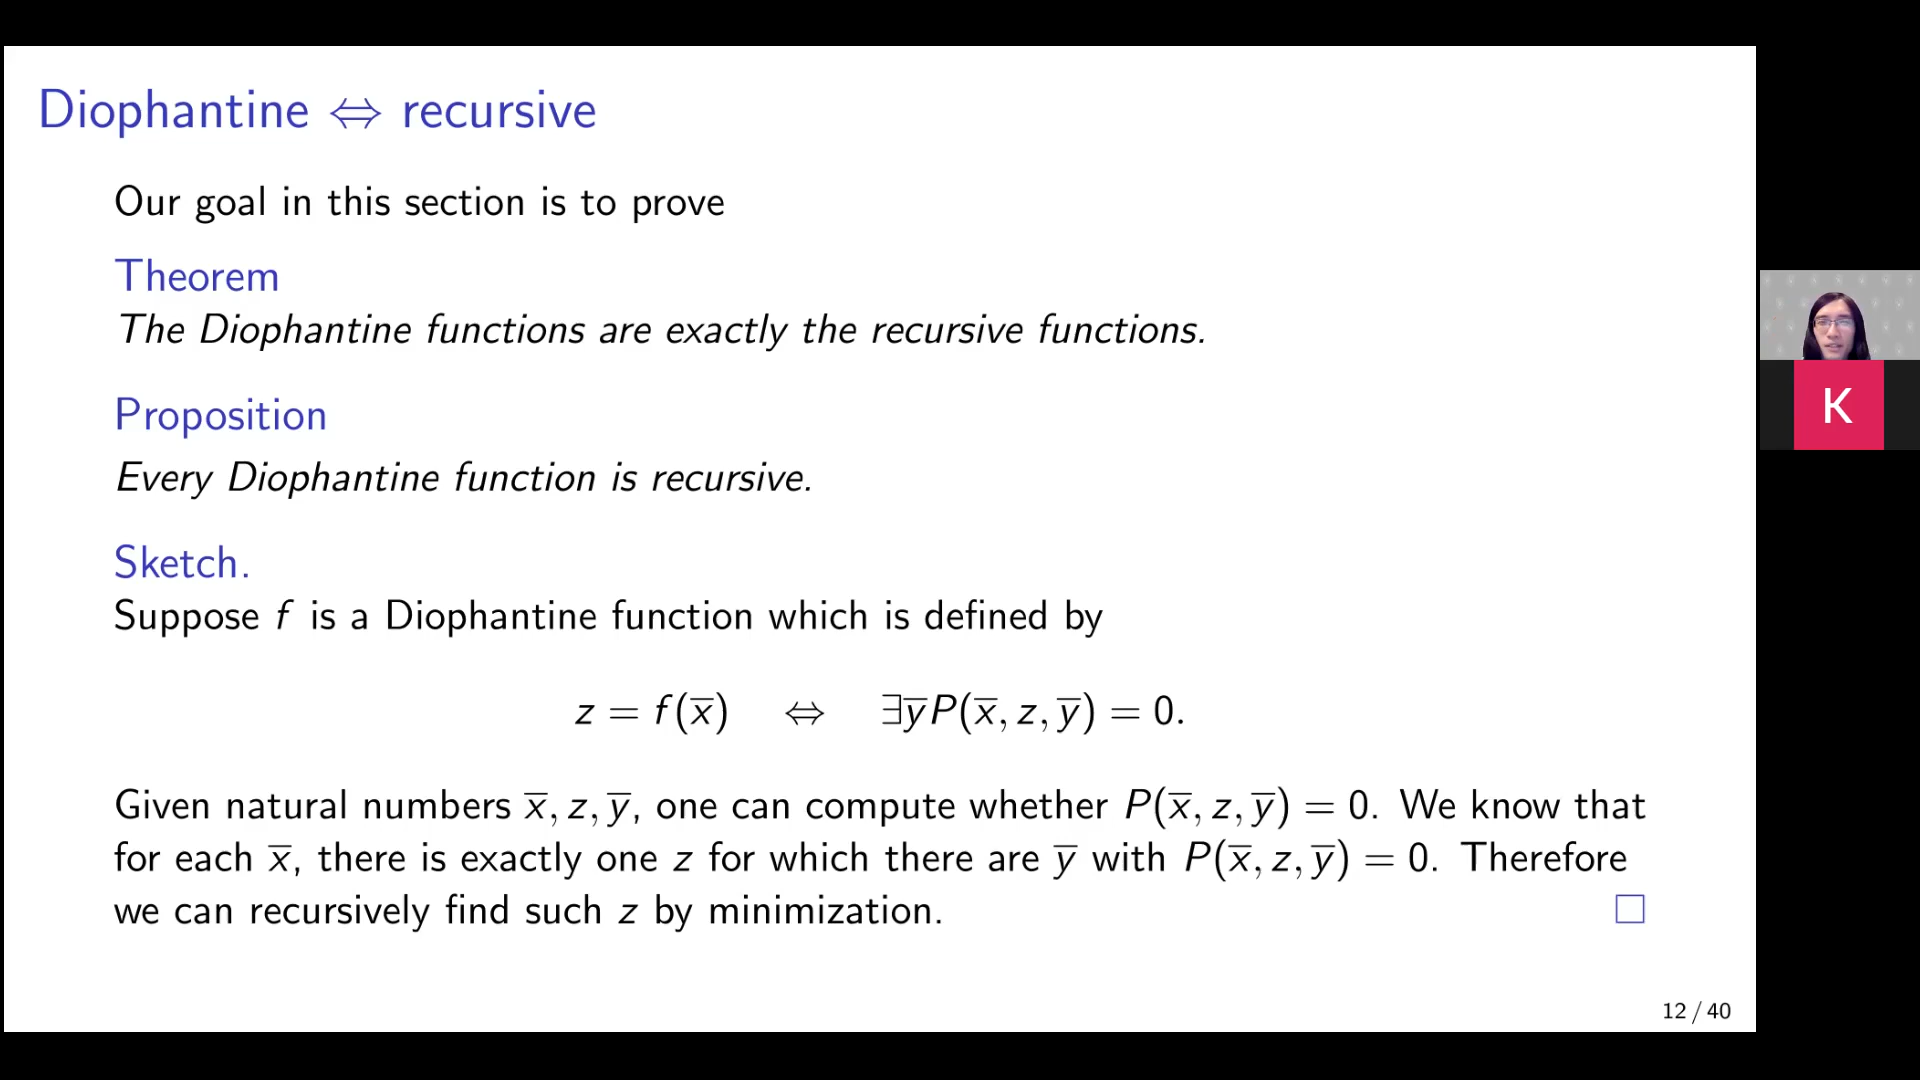 Diophantine ⇔ recursive
Our goal in this section is to prove
Theorem
The Diophantine functions are exactly the recursive functions.
Proposition
Every Diophantine function is recursive.
Sketch.
Suppose f is a Diophantine function which is defined by
z = f(x̅) ⇔ ∃y̅P(x̅, z, y̅) = 0.
Given natural numbers x̅, z, y̅, one can compute whether P(x̅, z, y̅) = 0. We know that
for each x̅, there is exactly one z for which there are y̅ with P(x̅, z, y̅) = 0. Therefore
we can recursively find such z by minimization. □
12 / 40
K